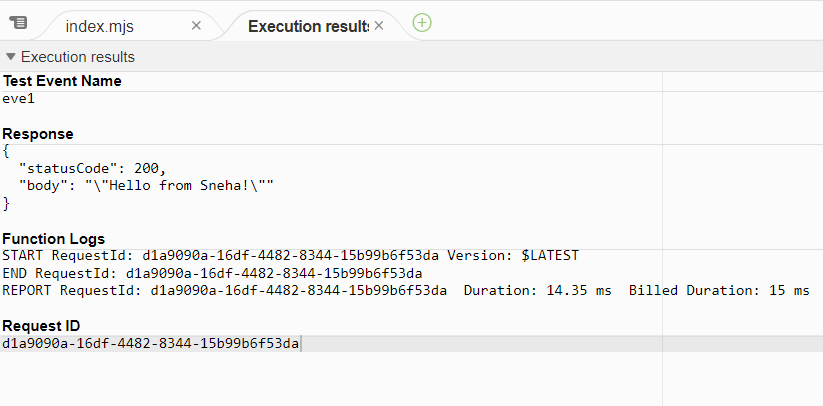 index.mjs
Execution results
Execution results
Test Event Name
eve1
Response
{
  "statusCode": 200,
  "body": "\"Hello from Sneha!\""
}
Function Logs
START RequestId: d1a9090a-16df-4482-8344-15b99b6f53da Version: $LATEST
END RequestId: d1a9090a-16df-4482-8344-15b99b6f53da
REPORT RequestId: d1a9090a-16df-4482-8344-15b99b6f53da  Duration: 14.35 ms  Billed Duration: 15 ms
Request ID
d1a9090a-16df-4482-8344-15b99b6f53da